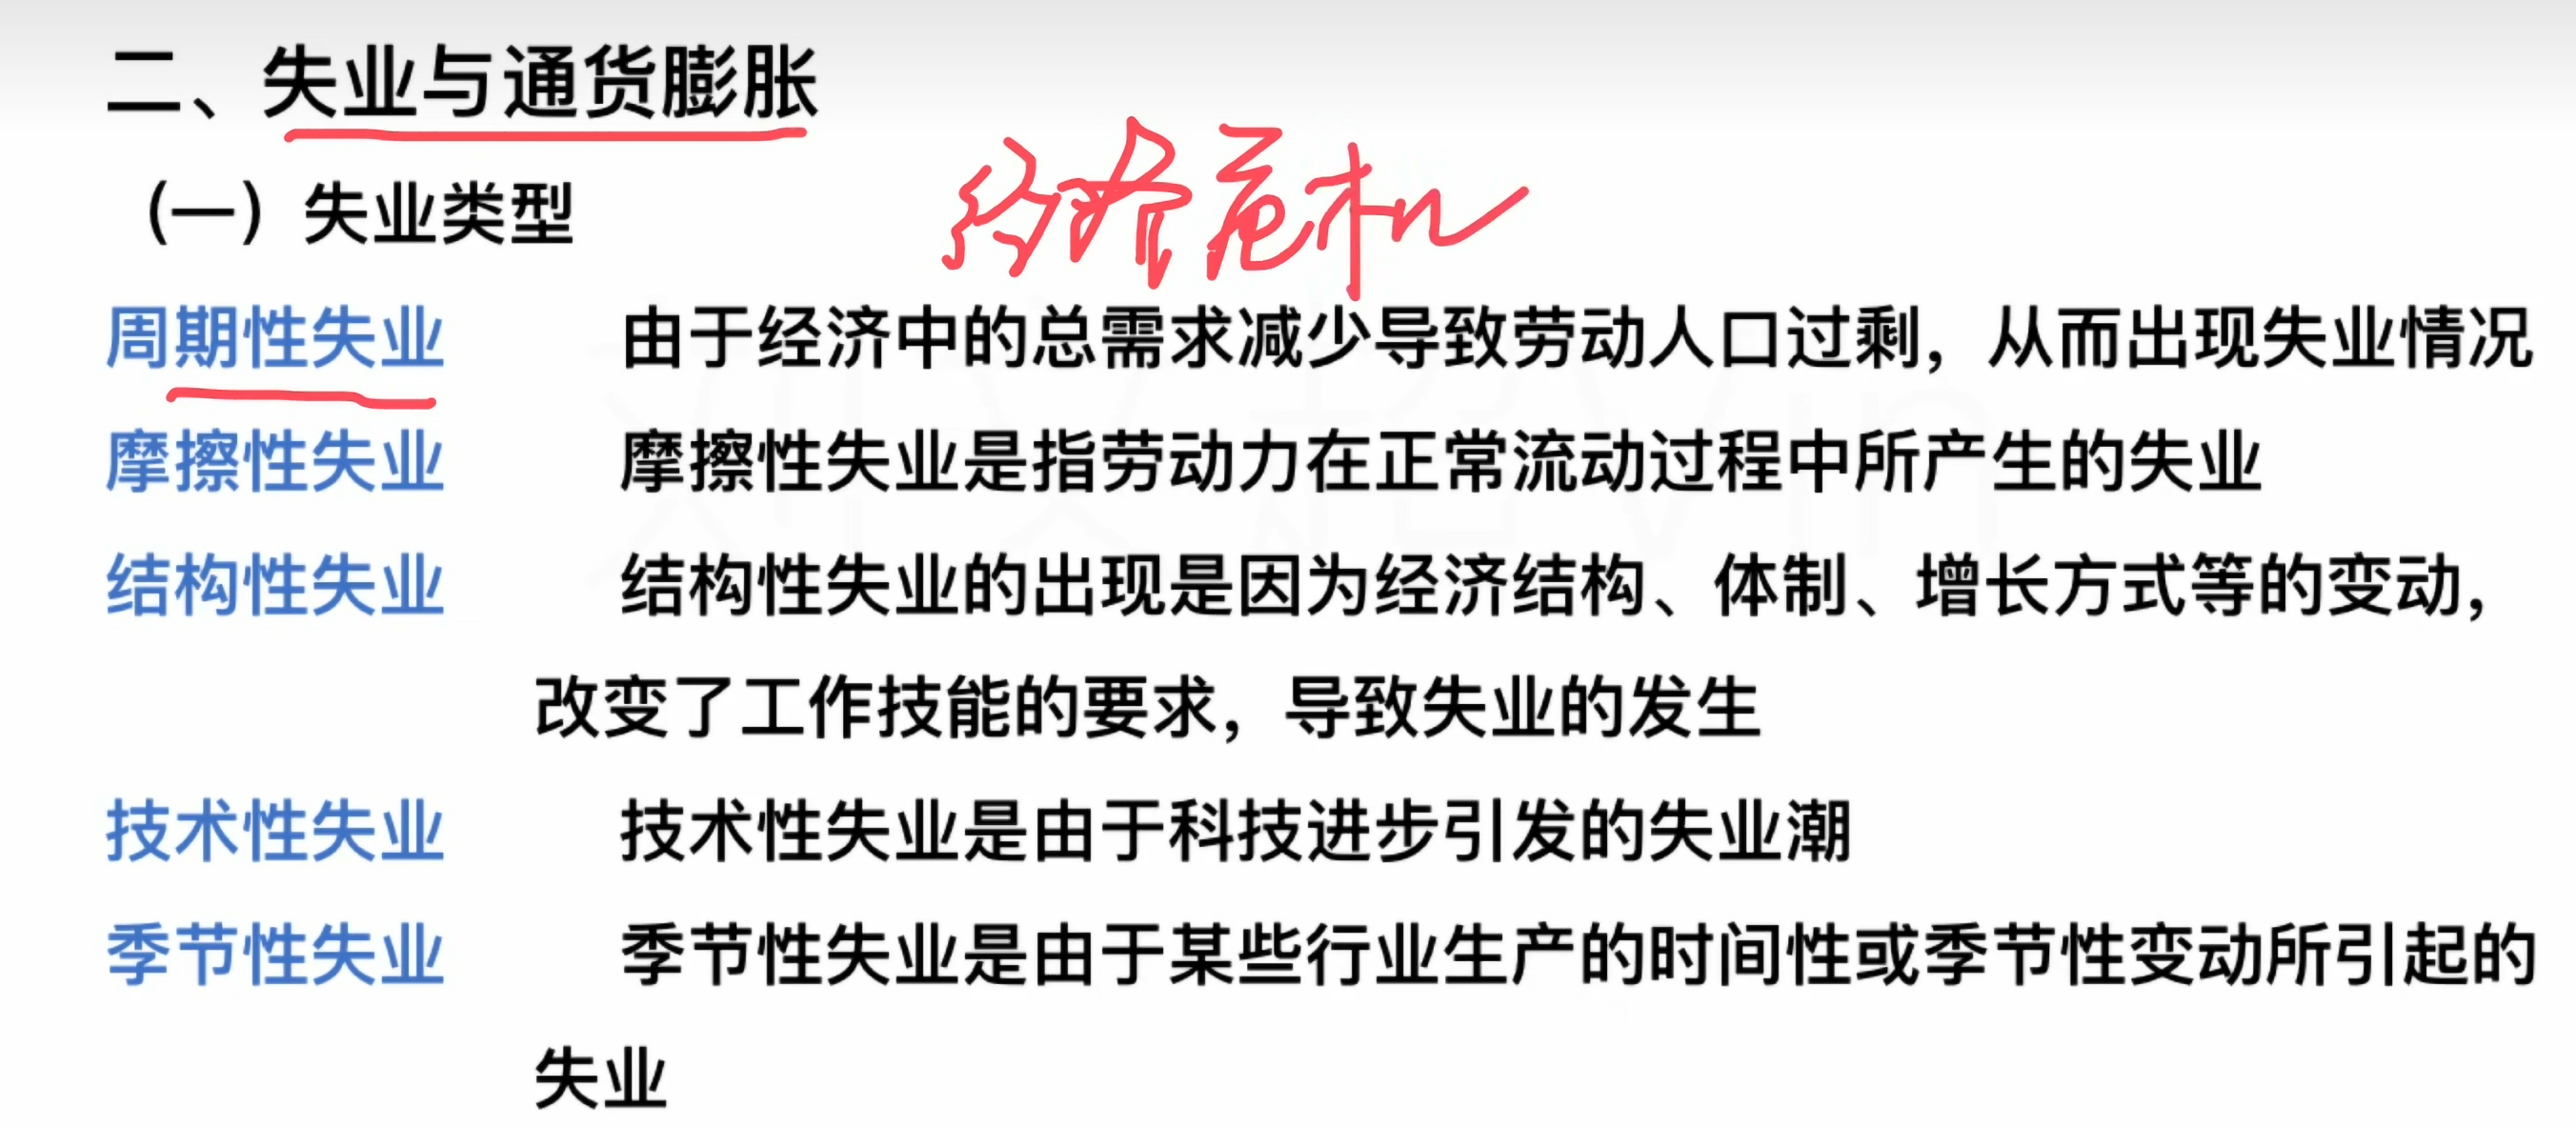 二、失业与通货膨胀
（一）失业类型
经济危机
周期性失业 由于经济中的总需求减少导致劳动人口过剩，从而出现失业情况
摩擦性失业 摩擦性失业是指劳动力在正常流动过程中所产生的失业
结构性失业 结构性失业的出现是因为经济结构、体制、增长方式等的变动，
改变了工作技能的要求，导致失业的发生
技术性失业 技术性失业是由于科技进步引发的失业潮
季节性失业 季节性失业是由于某些行业生产的时间性或季节性变动所引起的
失业